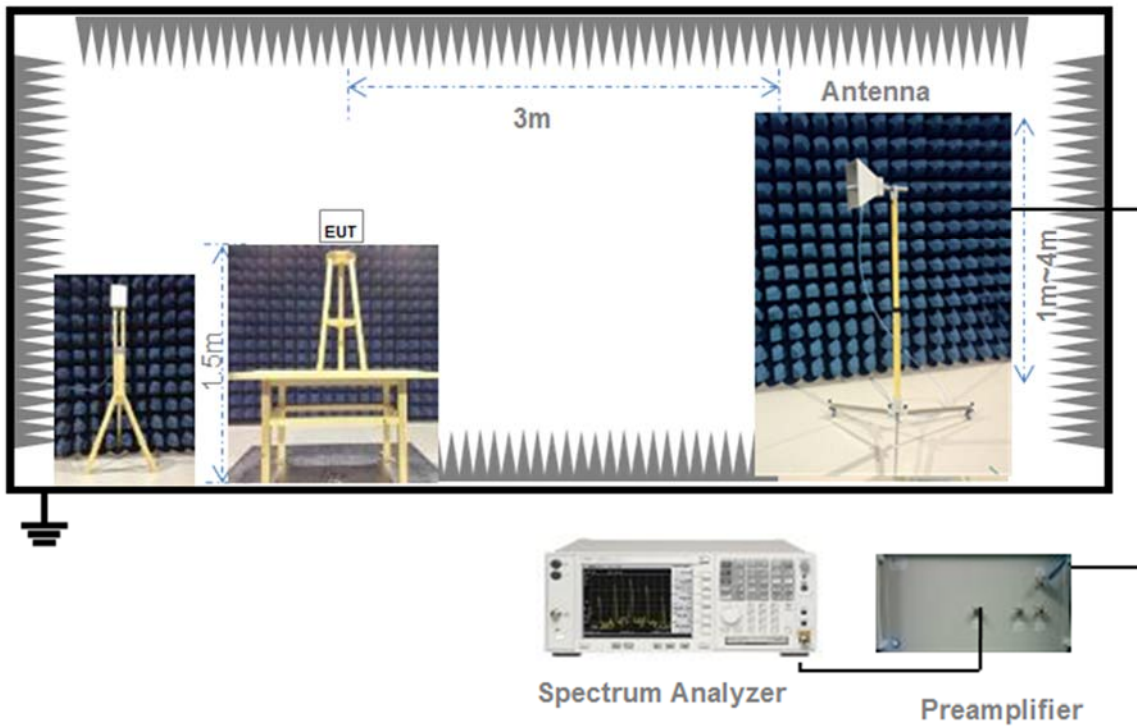 Antenna
3m
EUT
1.5m
1m~4m
Spectrum Analyzer
Preamplifier